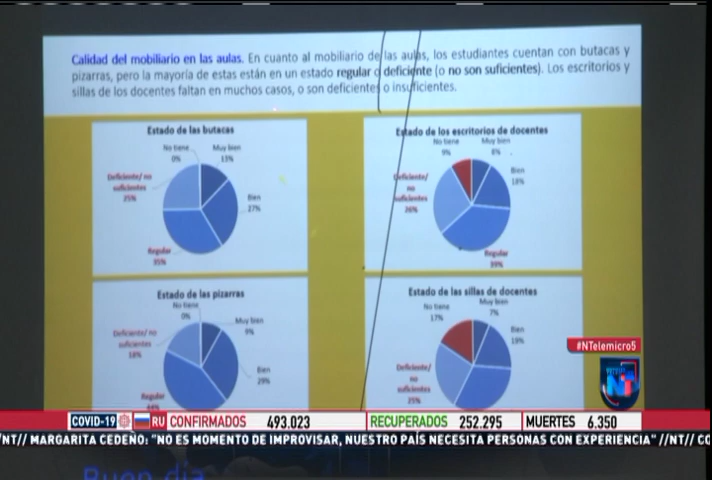 Calidad del mobiliario en las aulas. En cuanto al mobiliario de las aulas, los estudiantes cuentan con butacas y
pizarras, pero la mayoría de estas están en un estado regular o deficiente (o no son suficientes). Los escritorios y
sillas de los docentes faltan en muchos casos, o son deficientes o insuficientes.
Estado de las butacas
No tiene
0%
Muy bien
13%
Bien
27%
Regular
35%
Deficiente/ no
suficientes
25%
Estado de los escritorios de docentes
No tiene
9%
Muy bien
8%
Bien
18%
Regular
39%
Deficiente/
no
suficientes
26%
Estado de las pizarras
No tiene
0%
Muy bien
9%
Bien
29%
Regular
44%
Deficiente/ no
suficientes
18%
Estado de las sillas de docentes
No tiene
17%
Muy bien
7%
Bien
19%
Deficiente/
no
suficientes
25%
#NTelemicro5
NT
COVID-19 RU CONFIRMADOS 493.023 RECUPERADOS 252.295 MUERTES 6.350
/NT// MARGARITA CEDEÑO: "NO ES MOMENTO DE IMPROVISAR, NUESTRO PAÍS NECESITA PERSONAS CON EXPERIENCIA" //NT// CO
Buen día